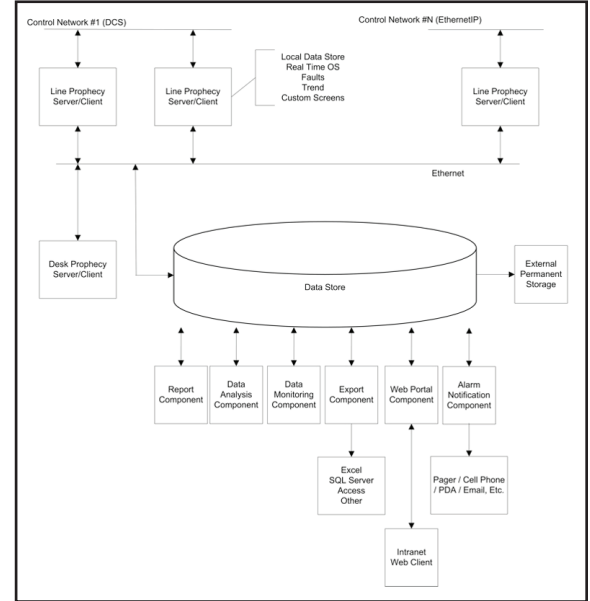 Control Network #1 (DCS)
Control Network #N (EthernetIP)
Line Prophecy
Server/Client
Line Prophecy
Server/Client
Local Data Store
Real Time OS
Faults
Trend
Custom Screens
Line Prophecy
Server/Client
Ethernet
Desk Prophecy
Server/Client
Data Store
External
Permanent
Storage
Report
Component
Data
Analysis
Component
Data
Monitoring
Component
Export
Component
Web Portal
Component
Alarm
Notification
Component
Excel
SQL Server
Access
Other
Pager / Cell Phone
/ PDA / Email, Etc.
Intranet
Web Client